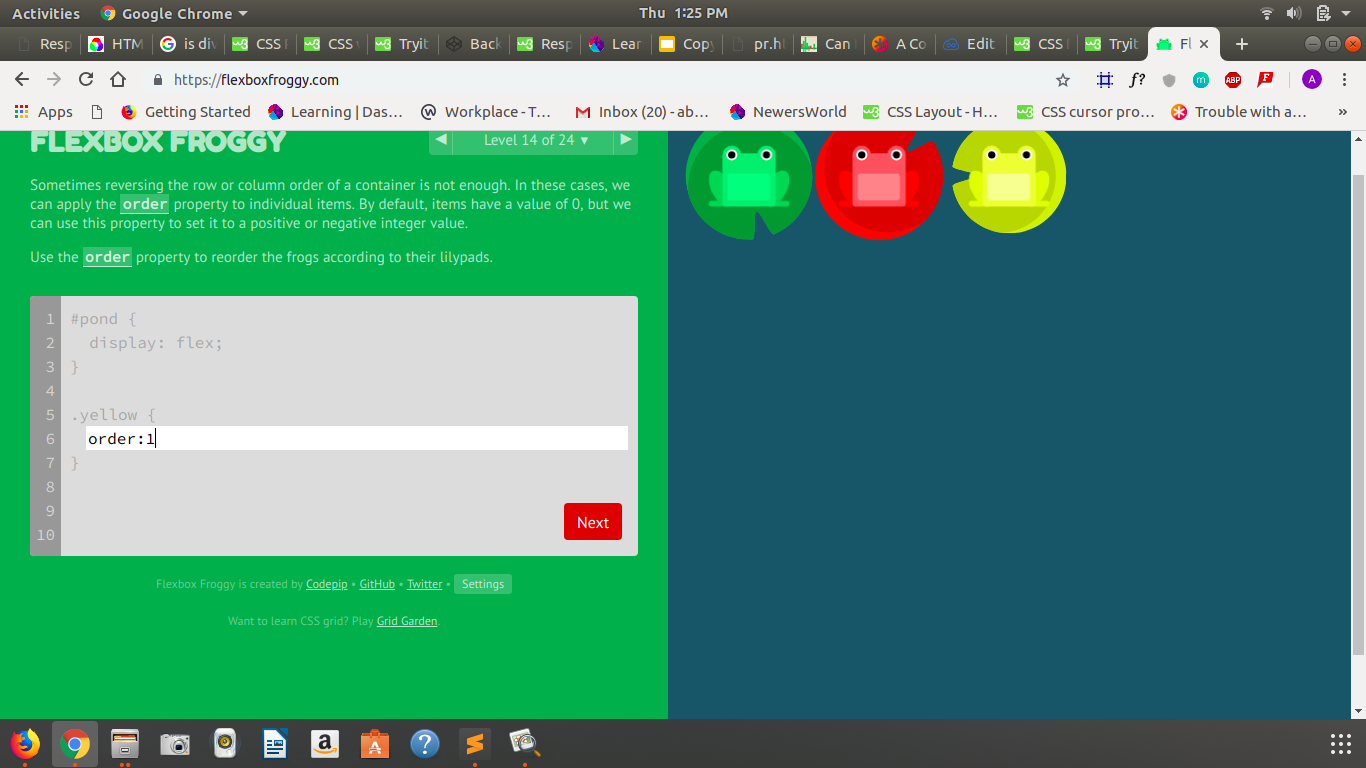 Activities Google Chrome Thu 1:25 PM
Resp HTM is div CSS CSS Tryit Back Resp Lear Copy pr.h Can A Co Edit CSS Tryit Fl
https://flexboxfroggy.com f? m ABP F A
Apps Getting Started Learning | Das... Workplace - T... Inbox (20) - ab... NewersWorld CSS Layout - H... CSS cursor pro... Trouble with a... »
FLEXBOX FROGGY
◀ Level 14 of 24 ▾ ▶
Sometimes reversing the row or column order of a container is not enough. In these cases, we
can apply the order property to individual items. By default, items have a value of 0, but we
can use this property to set it to a positive or negative integer value.
Use the order property to reorder the frogs according to their lilypads.
1 #pond {
2 display: flex;
3 }
4
5 .yellow {
6 order:1
7 }
8
9
10
Next
Flexbox Froggy is created by Codepip • GitHub • Twitter • Settings
Want to learn CSS grid? Play Grid Garden.